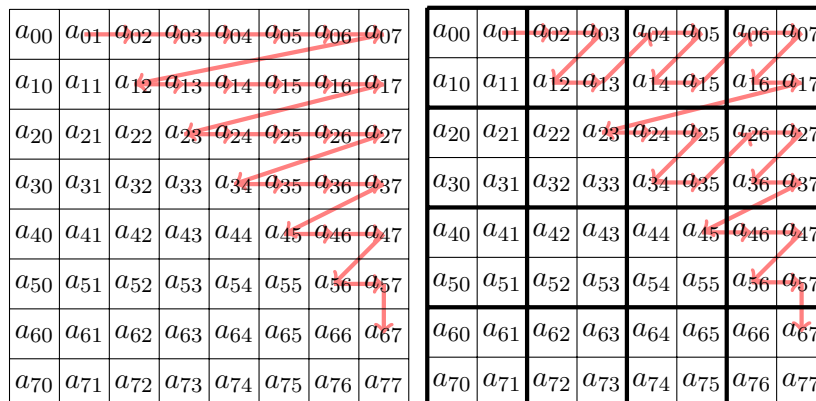 a00 a01 a02 a03 a04 a05 a06 a07 a00 a01 a02 a03 a04 a05 a06 a07
a10 a11 a12 a13 a14 a15 a16 a17 a10 a11 a12 a13 a14 a15 a16 a17
a20 a21 a22 a23 a24 a25 a26 a27 a20 a21 a22 a23 a24 a25 a26 a27
a30 a31 a32 a33 a34 a35 a36 a37 a30 a31 a32 a33 a34 a35 a36 a37
a40 a41 a42 a43 a44 a45 a46 a47 a40 a41 a42 a43 a44 a45 a46 a47
a50 a51 a52 a53 a54 a55 a56 a57 a50 a51 a52 a53 a54 a55 a56 a57
a60 a61 a62 a63 a64 a65 a66 a67 a60 a61 a62 a63 a64 a65 a66 a67
a70 a71 a72 a73 a74 a75 a76 a77 a70 a71 a72 a73 a74 a75 a76 a77